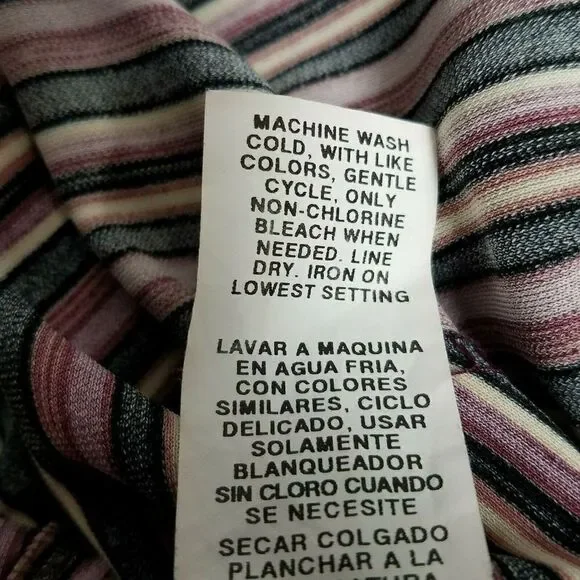 MACHINE WASH
COLD, WITH LIKE
COLORS, GENTLE
CYCLE, ONLY
NON-CHLORINE
BLEACH WHEN
NEEDED. LINE
DRY. IRON ON
LOWEST SETTING
LAVAR A MAQUINA
EN AGUA FRIA,
CON COLORES
SIMILARES, CICLO
DELICADO, USAR
SOLAMENTE
BLANQUEADOR
SIN CLORO CUANDO
SE NECESITE
SECAR COLGADO
PLANCHAR A LA